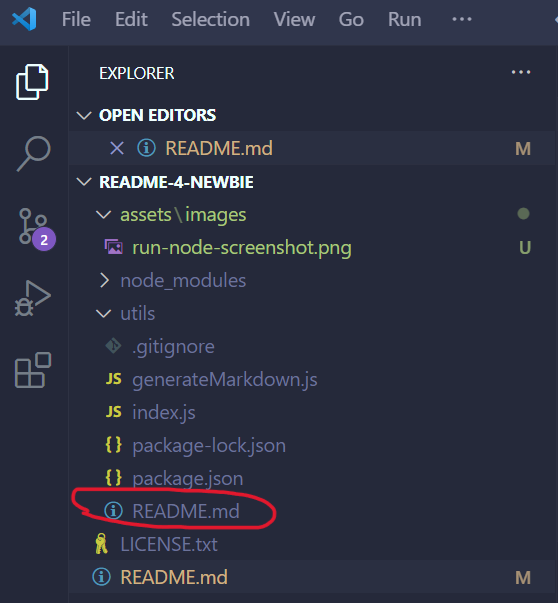 File Edit Selection View Go Run ...
EXPLORER ...
OPEN EDITORS
README.md M
README-4-NEWBIE
assets\images
run-node-screenshot.png U
node_modules
2
utils
.gitignore
JS generateMarkdown.js
JS index.js
{} package-lock.json
{} package.json
README.md
LICENSE.txt
README.md M